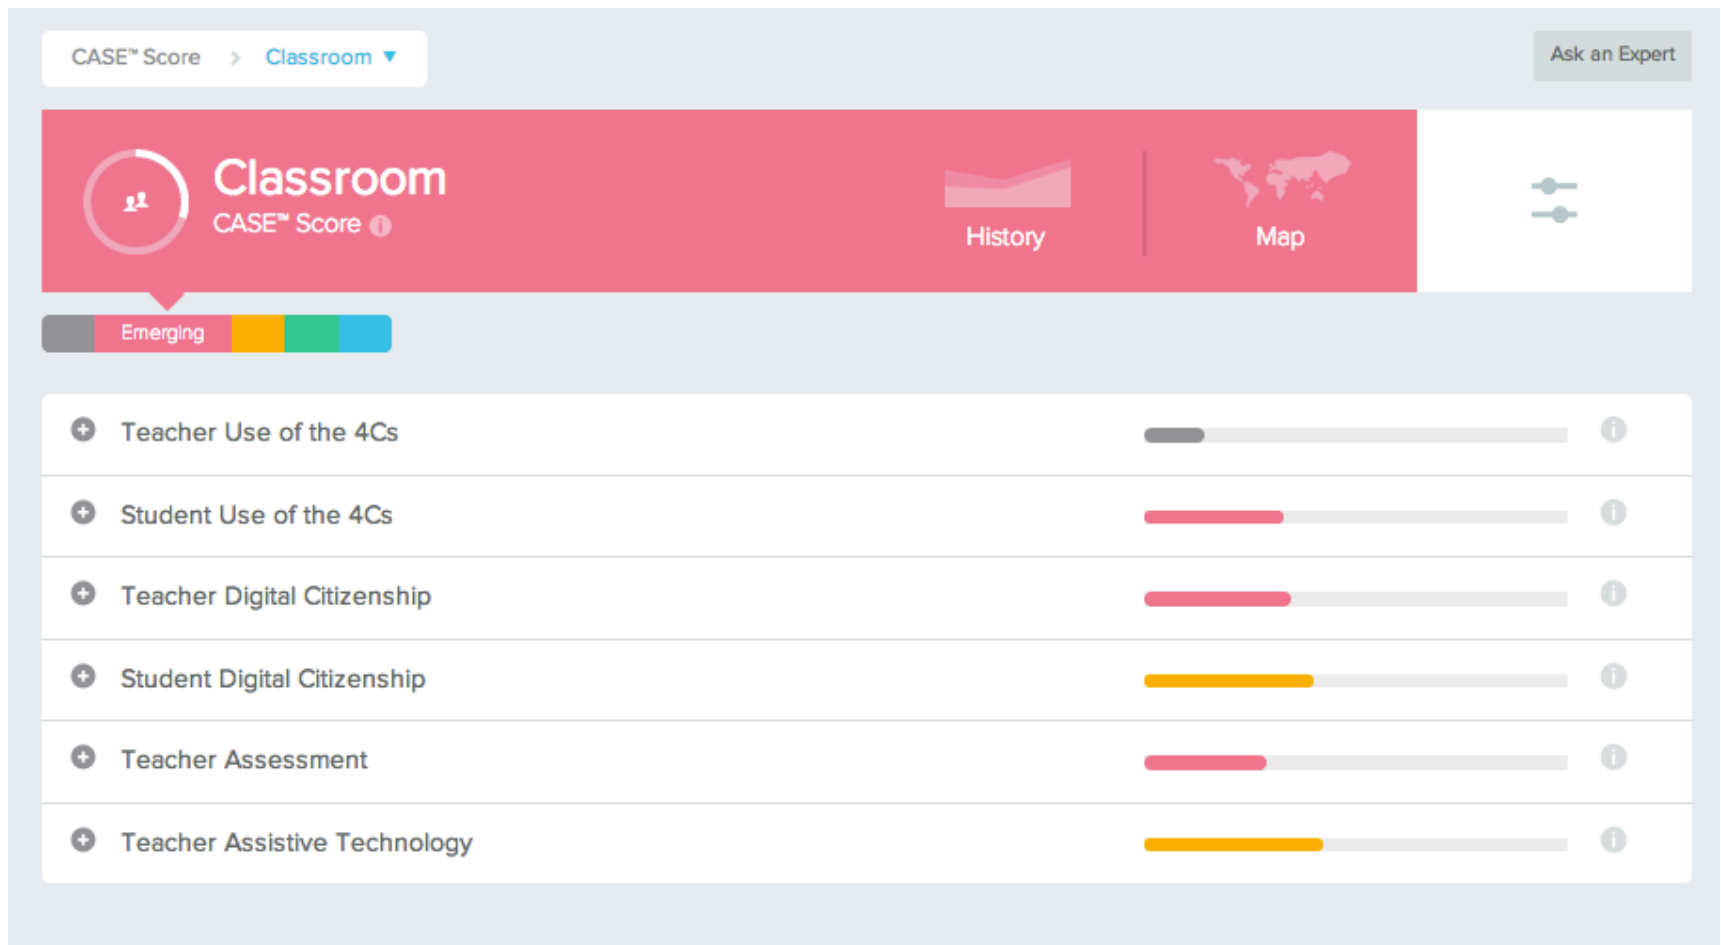 CASE™ Score > Classroom ▼
Ask an Expert
Classroom
CASE™ Score
History
Map
Emerging
Teacher Use of the 4Cs
Student Use of the 4Cs
Teacher Digital Citizenship
Student Digital Citizenship
Teacher Assessment
Teacher Assistive Technology